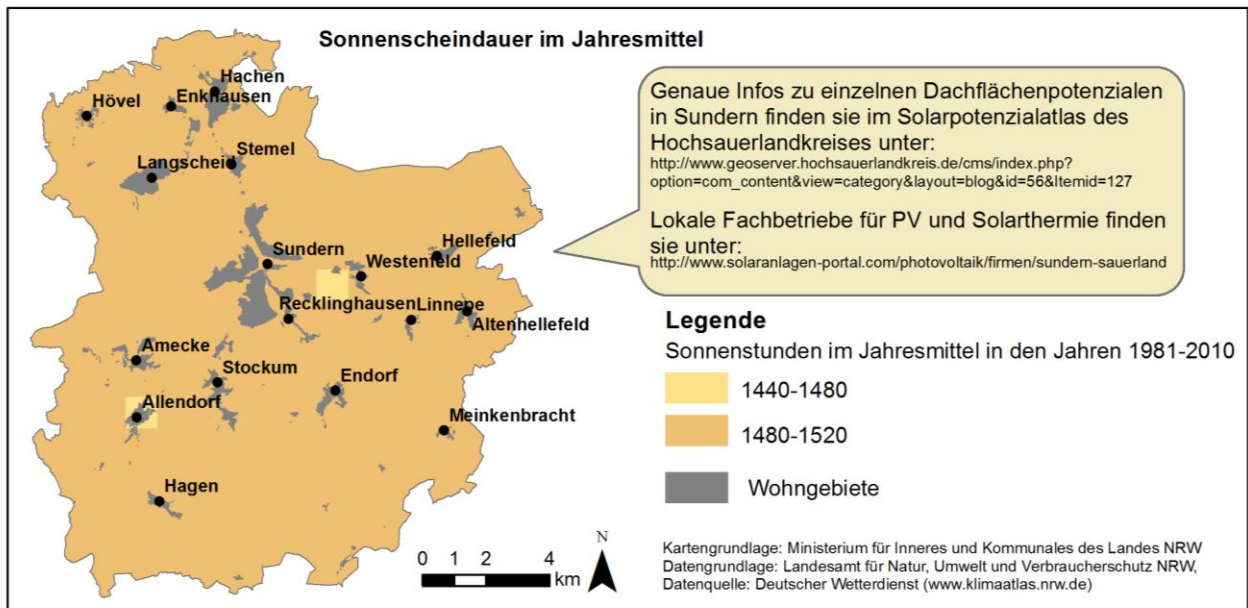 Sonnenscheindauer im Jahresmittel
Hachen
Enkhausen
Hövel
Stemel
Langscheid
Sundern
Hellefeld
Westenfeld
Recklinghausen
Linnepe
Altenhellefeld
Amecke
Stockum
Endorf
Allendorf
Meinkenbracht
Hagen
Genaue Infos zu einzelnen Dachflächenpotenzialen
in Sundern finden sie im Solarpotenzialatlas des
Hochsauerlandkreises unter:
http://www.geoserver.hochsauerlandkreis.de/cms/index.php?
option=com_content&view=category&layout=blog&id=56&Itemid=127
Lokale Fachbetriebe für PV und Solarthermie finden
sie unter:
http://www.solaranlagen-portal.com/photovoltaik/firmen/sundern-sauerland
Legende
Sonnenstunden im Jahresmittel in den Jahren 1981-2010
1440-1480
1480-1520
Wohngebiete
0 1 2 4
km
N
Kartengrundlage: Ministerium für Inneres und Kommunales des Landes NRW
Datengrundlage: Landesamt für Natur, Umwelt und Verbraucherschutz NRW,
Datenquelle: Deutscher Wetterdienst (www.klimaatlas.nrw.de)